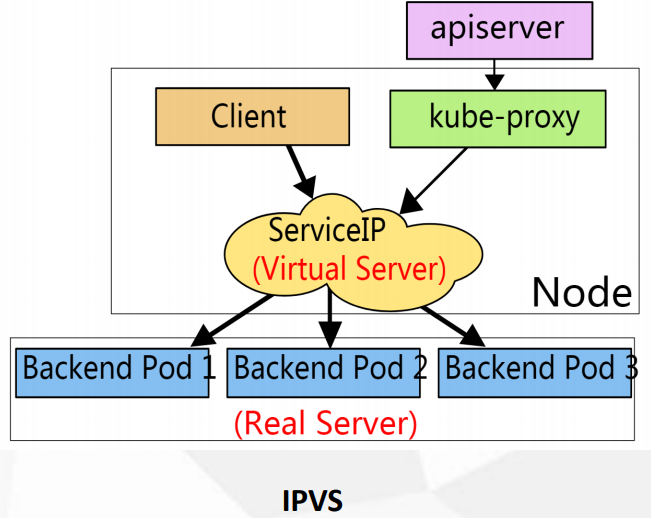 apiserver
Client
kube-proxy
ServiceIP
(Virtual Server)
Node
Backend Pod 1
Backend Pod 2
Backend Pod 3
(Real Server)
IPVS